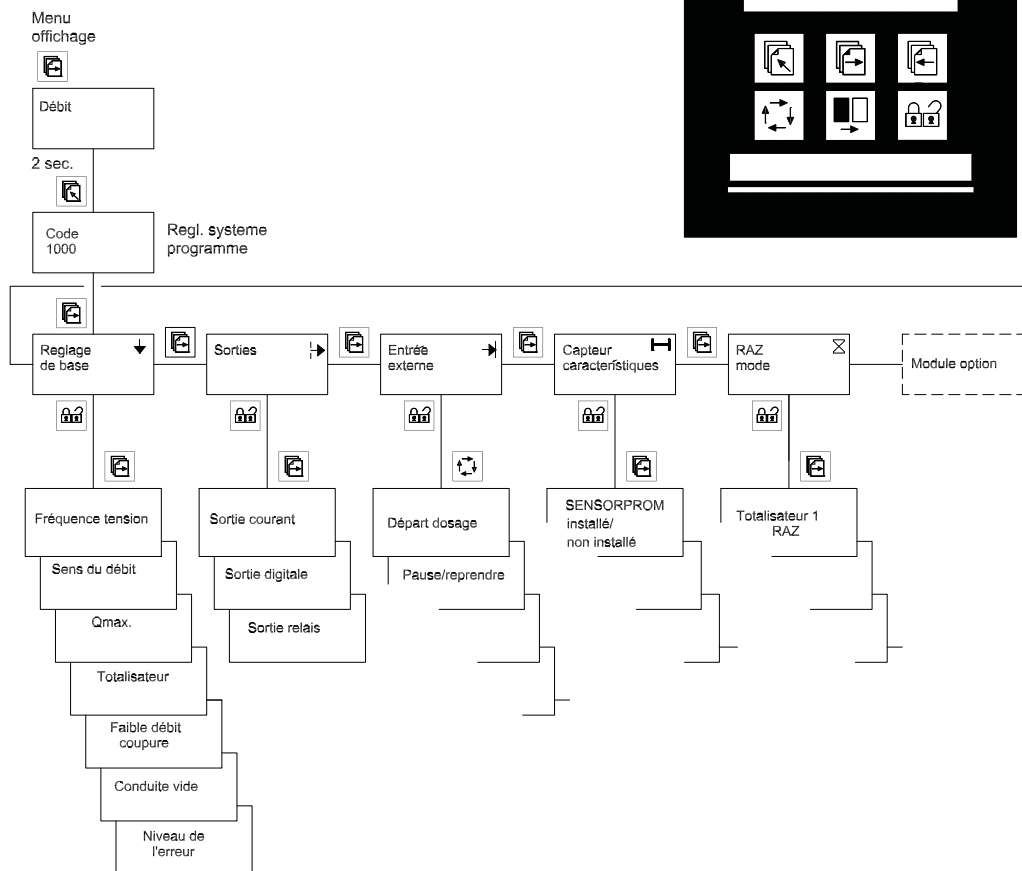 Menu
offichage
Débit
2 sec.
Code
1000
Regl. systeme
programme
Reglage
de base
Sorties
Entrée
externe
Capteur
caracteristiques
RAZ
mode
Module option
Fréquence tension
Sens du débit
Qmax.
Totalisateur
Faible débit
coupure
Conduite vide
Niveau de
l'erreur
Sortie courant
Sortie digitale
Sortie relais
Départ dosage
Pause/reprendre
SENSORPROM
installé/
non installé
Totalisateur 1
RAZ